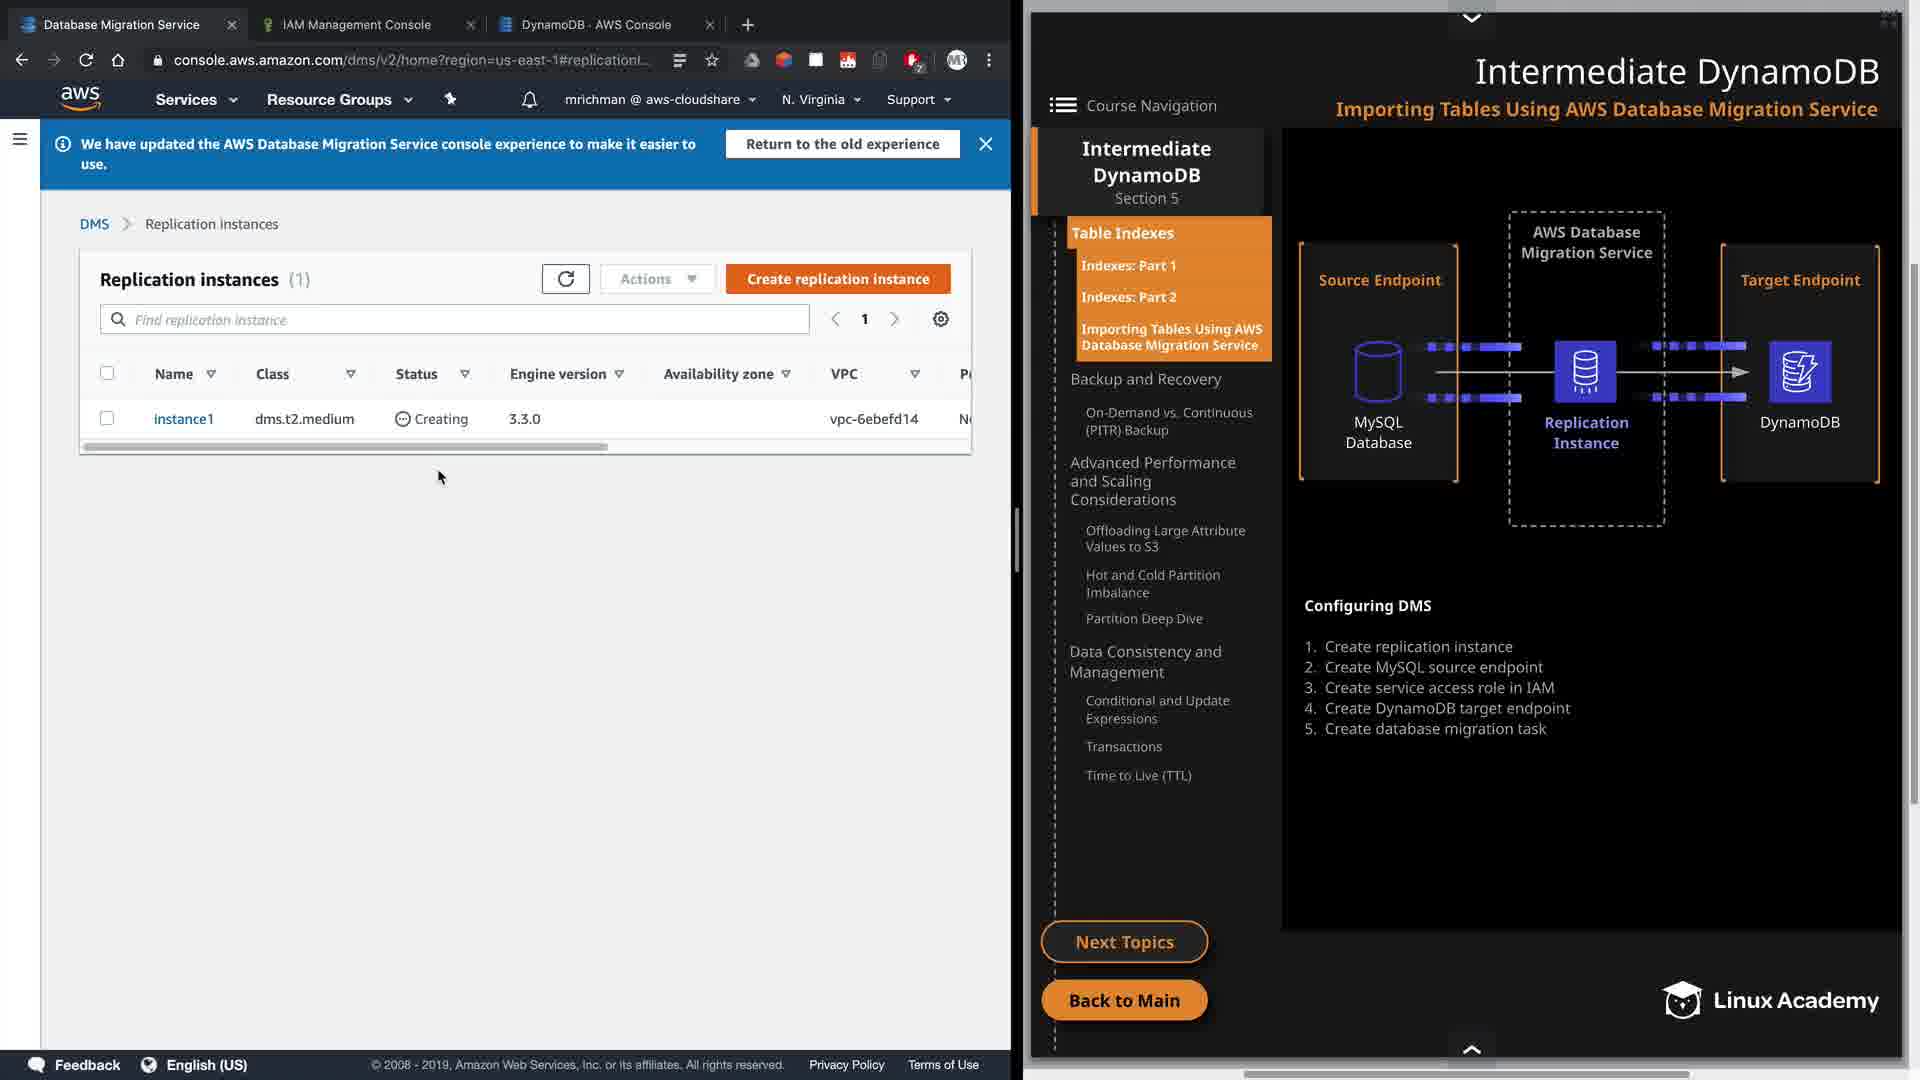 Database Migration Service
IAM Management Console
DynamoDB - AWS Console
console.aws.amazon.com/dms/v2/home?region=us-east-1#replicationI...
MR
aws
Services
Resource Groups
mrichman @ aws-cloudshare
N. Virginia
Support
We have updated the AWS Database Migration Service console experience to make it easier to
use.
Return to the old experience
DMS
Replication instances
Replication instances (1)
Actions
Create replication instance
Find replication instance
1
Name
Class
Status
Engine version
Availability zone
VPC
instance1
dms.t2.medium
Creating
3.3.0
vpc-6ebefd14
Feedback
English (US)
© 2008 - 2019, Amazon Web Services, Inc. or its affiliates. All rights reserved.
Privacy Policy
Terms of Use
Intermediate DynamoDB
Importing Tables Using AWS Database Migration Service
Course Navigation
Intermediate
DynamoDB
Section 5
Table Indexes
Indexes: Part 1
Indexes: Part 2
Importing Tables Using AWS
Database Migration Service
Backup and Recovery
On-Demand vs. Continuous
(PITR) Backup
Advanced Performance
and Scaling
Considerations
Offloading Large Attribute
Values to S3
Hot and Cold Partition
Imbalance
Partition Deep Dive
Data Consistency and
Management
Conditional and Update
Expressions
Transactions
Time to Live (TTL)
Next Topics
Back to Main
Source Endpoint
MySQL
Database
AWS Database
Migration Service
Replication
Instance
Target Endpoint
DynamoDB
Configuring DMS
1. Create replication instance
2. Create MySQL source endpoint
3. Create service access role in IAM
4. Create DynamoDB target endpoint
5. Create database migration task
Linux Academy